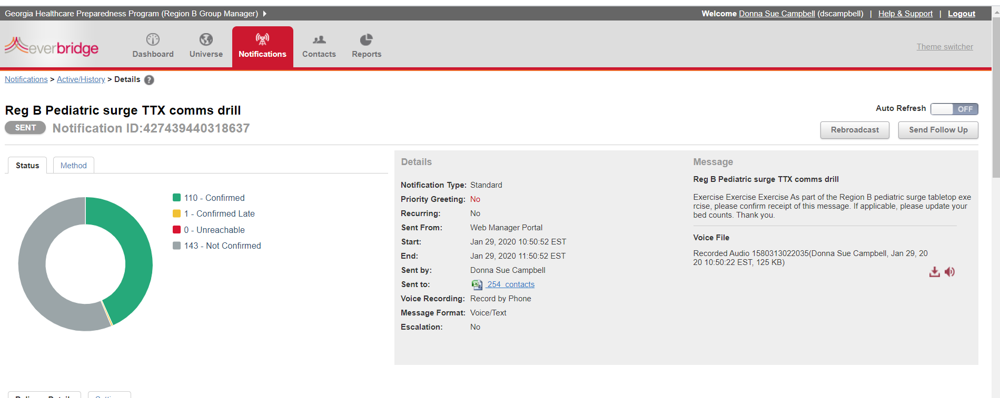 Georgia Healthcare Preparedness Program (Region B Group Manager)
Welcome Donna Sue Campbell (dscampbell) | Help & Support | Logout
everbridge
Dashboard
Universe
Notifications
Contacts
Reports
Theme switcher
Notifications > Active/History > Details ?
Reg B Pediatric surge TTX comms drill
Auto Refresh OFF
SENT Notification ID:427439440318637
Rebroadcast
Send Follow Up
Status
Method
110 - Confirmed
1 - Confirmed Late
0 - Unreachable
143 - Not Confirmed
Details
Notification Type: Standard
Priority Greeting: No
Recurring: No
Sent From: Web Manager Portal
Start: Jan 29, 2020 10:50:52 EST
End: Jan 29, 2020 11:50:52 EST
Sent by: Donna Sue Campbell
Sent to: 254 contacts
Voice Recording: Record by Phone
Message Format: Voice/Text
Escalation: No
Message
Reg B Pediatric surge TTX comms drill
Exercise Exercise Exercise As part of the Region B pediatric surge tabletop exe
rcise, please confirm receipt of this message. If applicable, please update your
bed counts. Thank you.
Voice File
Recorded Audio 1580313022035(Donna Sue Campbell, Jan 29, 20
20 10:50:22 EST, 125 KB)